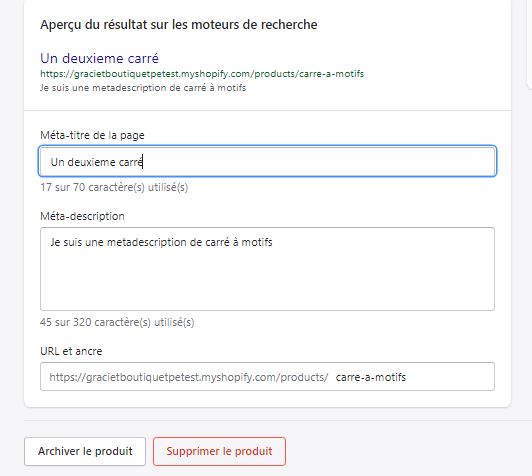 Aperçu du résultat sur les moteurs de recherche
Un deuxieme carré
https://gracietboutiquetpetest.myshopify.com/products/carre-a-motifs
Je suis une metadescription de carré à motifs
Méta-titre de la page
Un deuxieme carré
17 sur 70 caractère(s) utilisé(s)
Méta-description
Je suis une metadescription de carré à motifs
45 sur 320 caractère(s) utilisé(s)
URL et ancre
https://gracietboutiquetpetest.myshopify.com/products/ carre-a-motifs
Archiver le produit Supprimer le produit